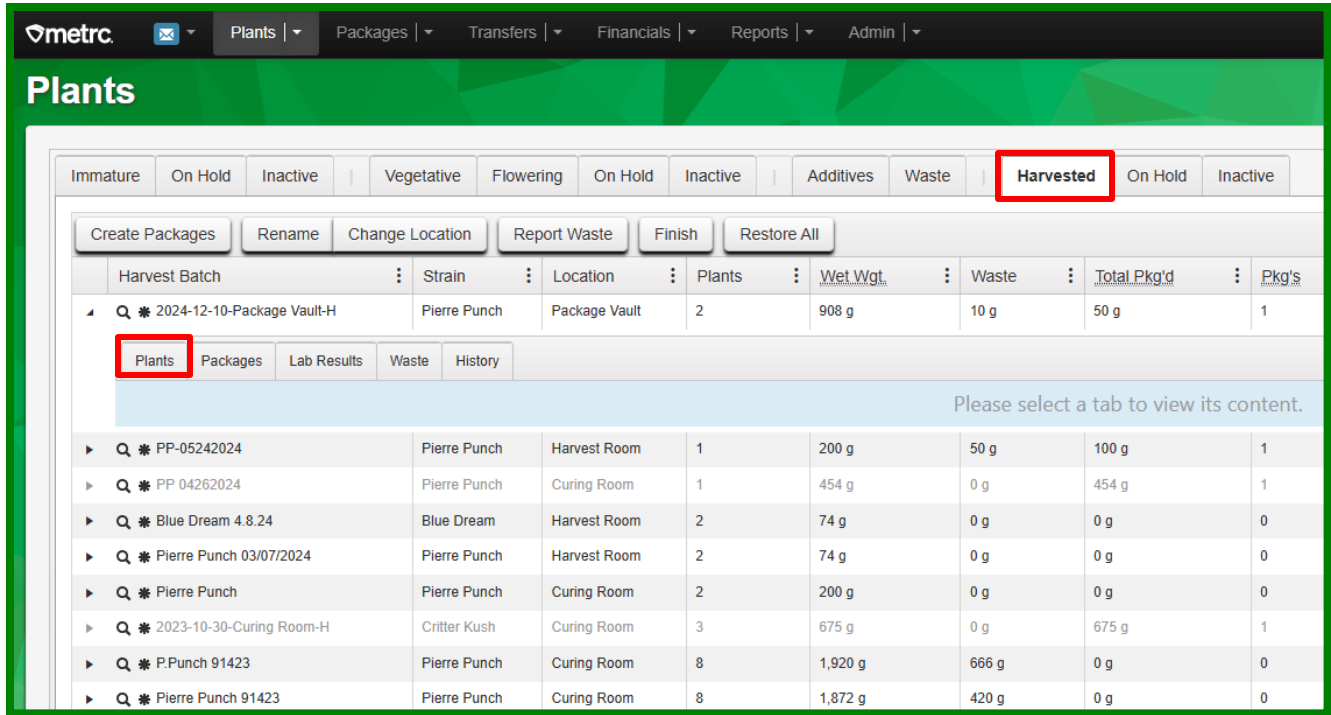 metrc. Plants Packages Transfers Financials Reports Admin
Plants
Immature On Hold Inactive | Vegetative Flowering On Hold Inactive | Additives Waste | Harvested On Hold Inactive
Create Packages Rename Change Location Report Waste Finish Restore All
Harvest Batch Strain Location Plants Wet Wgt. Waste Total Pkg'd Pkg's
2024-12-10-Package Vault-H Pierre Punch Package Vault 2 908 g 10 g 50 g 1
Plants Packages Lab Results Waste History
Please select a tab to view its content.
PP-05242024 Pierre Punch Harvest Room 1 200 g 50 g 100 g 1
PP 04262024 Pierre Punch Curing Room 1 454 g 0 g 454 g 1
Blue Dream 4.8.24 Blue Dream Harvest Room 2 74 g 0 g 0 g 0
Pierre Punch 03/07/2024 Pierre Punch Harvest Room 2 74 g 0 g 0 g 0
Pierre Punch Pierre Punch Curing Room 2 200 g 0 g 0 g 0
2023-10-30-Curing Room-H Critter Kush Curing Room 3 675 g 0 g 675 g 1
P.Punch 91423 Pierre Punch Curing Room 8 1,920 g 666 g 0 g 0
Pierre Punch 91423 Pierre Punch Curing Room 8 1,872 g 420 g 0 g 0